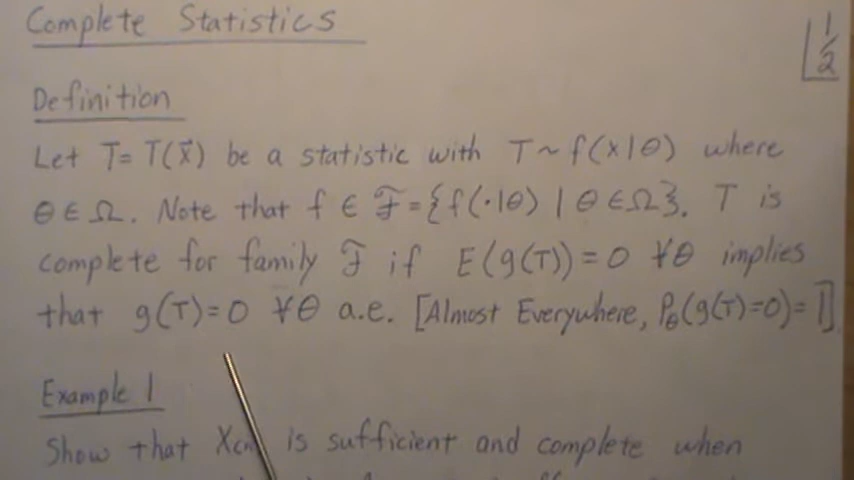 Complete Statistics
1/2
Definition
Let T = T(X⃗) be a statistic with T ~ f(x|θ) where
θ ∈ Ω. Note that f ∈ ℱ = {f(·|θ) | θ ∈ Ω}. T is
complete for family ℱ if E(g(T)) = 0 ∀θ implies
that g(T) = 0 ∀θ a.e. [Almost Everywhere, Pθ(g(T)=0)=1]
Example 1
Show that X(n) is sufficient and complete when